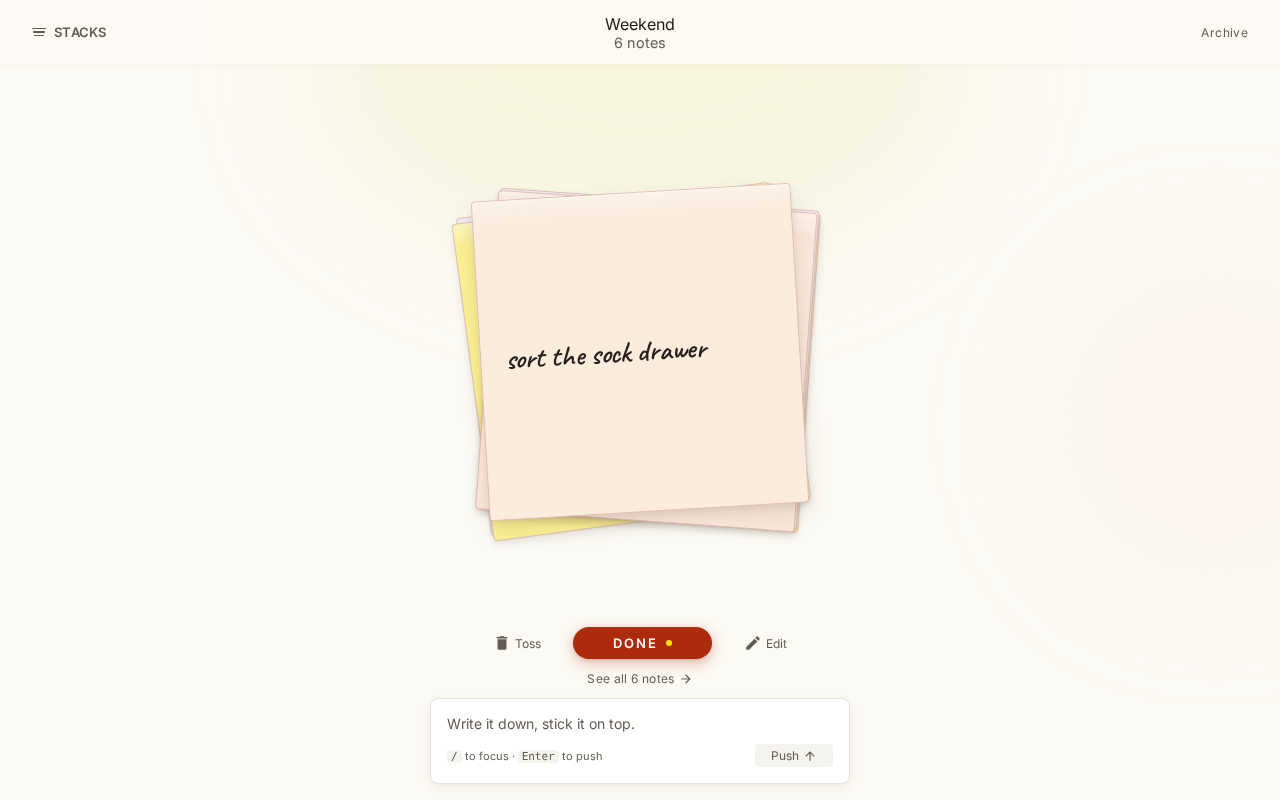 STACKS
Weekend
6 notes
Archive
sort the sock drawer
Toss
DONE
Edit
See all 6 notes →
Write it down, stick it on top.
/ to focus · Enter to push
Push ↑